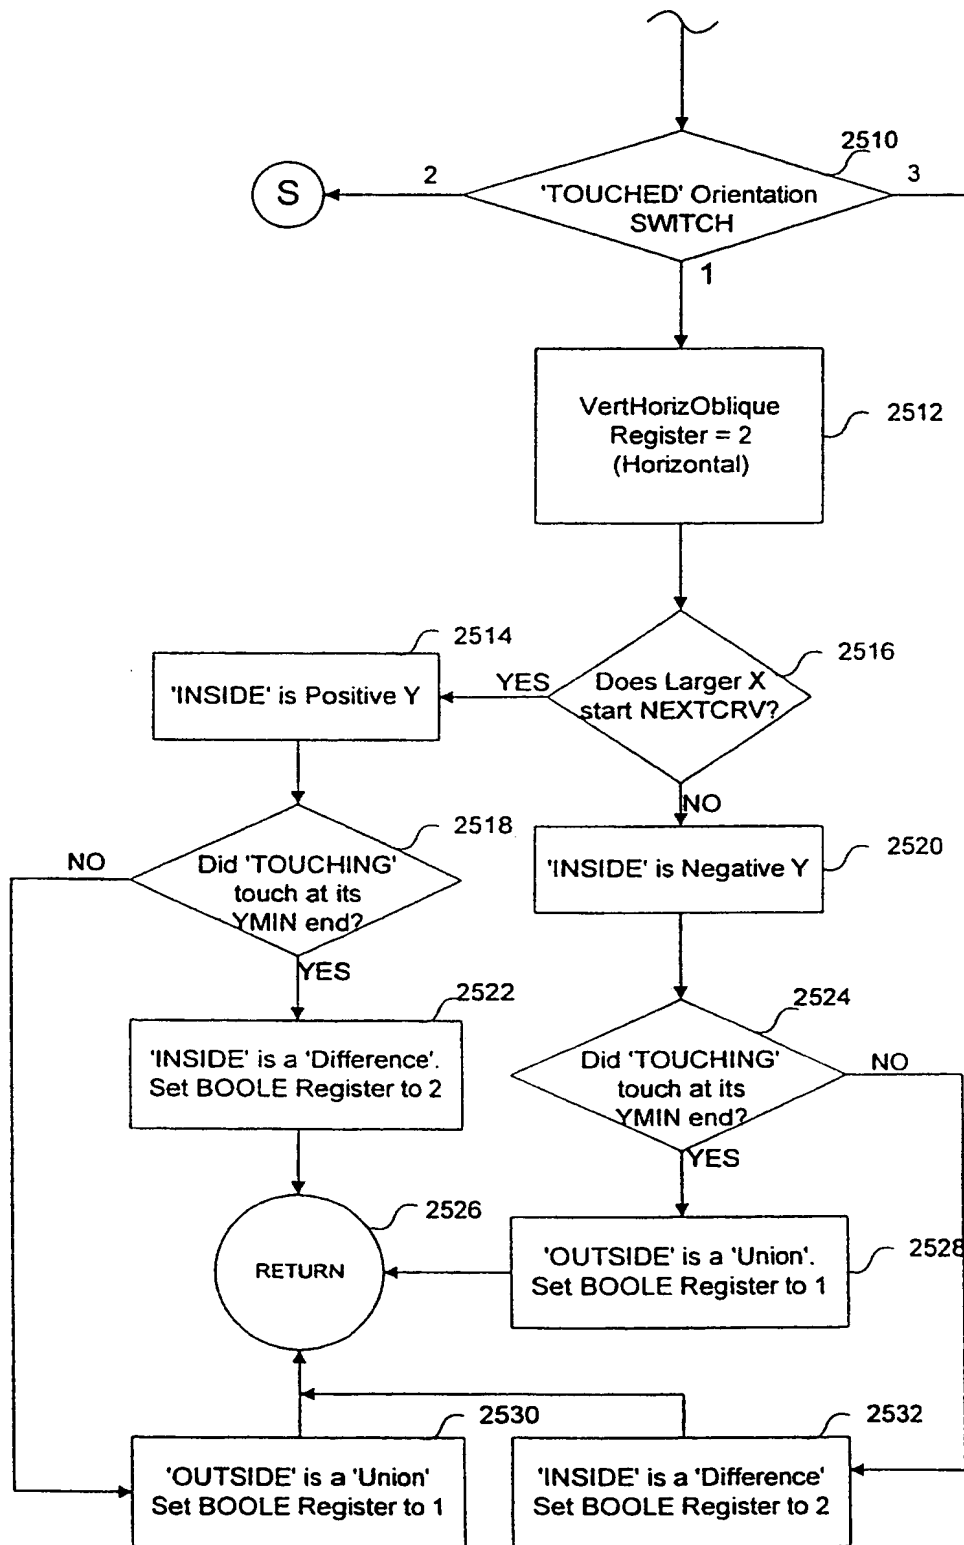 2510
2
3
S
'TOUCHED' Orientation
SWITCH
1
VertHorizOblique
Register = 2
(Horizontal)
2512
2514
2516
'INSIDE' is Positive Y
YES
Does Larger X
start NEXTCRV?
NO
2518
2520
NO
Did 'TOUCHING'
touch at its
YMIN end?
'INSIDE' is Negative Y
YES
2522
2524
'INSIDE' is a 'Difference'.
Set BOOLE Register to 2
Did 'TOUCHING'
touch at its
YMIN end?
NO
YES
2526
RETURN
2528
'OUTSIDE' is a 'Union'.
Set BOOLE Register to 1
2530
2532
'OUTSIDE' is a 'Union'
Set BOOLE Register to 1
'INSIDE' is a 'Difference'
Set BOOLE Register to 2